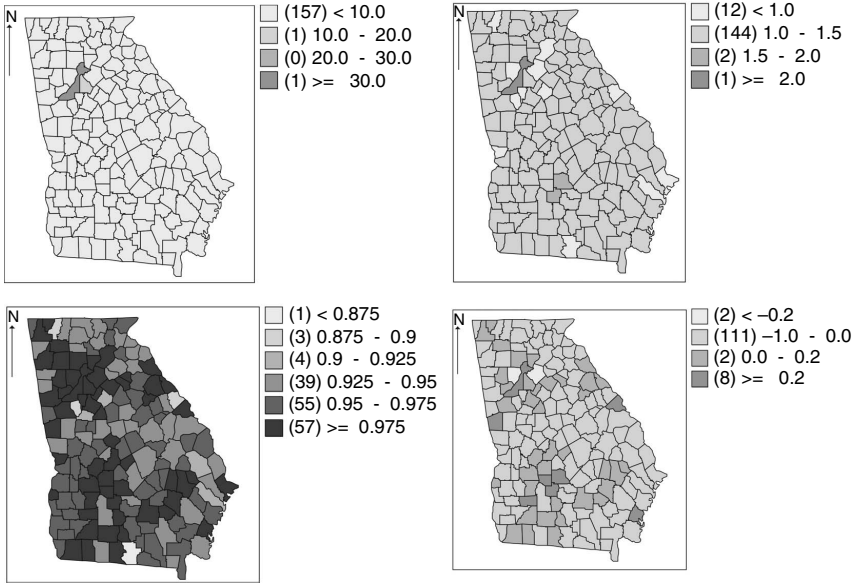 N
(157) < 10.0
(1) 10.0 - 20.0
(0) 20.0 - 30.0
(1) >= 30.0
N
(12) < 1.0
(144) 1.0 - 1.5
(2) 1.5 - 2.0
(1) >= 2.0
N
(1) < 0.875
(3) 0.875 - 0.9
(4) 0.9 - 0.925
(39) 0.925 - 0.95
(55) 0.95 - 0.975
(57) >= 0.975
N
(2) < –0.2
(111) –1.0 - 0.0
(2) 0.0 - 0.2
(8) >= 0.2